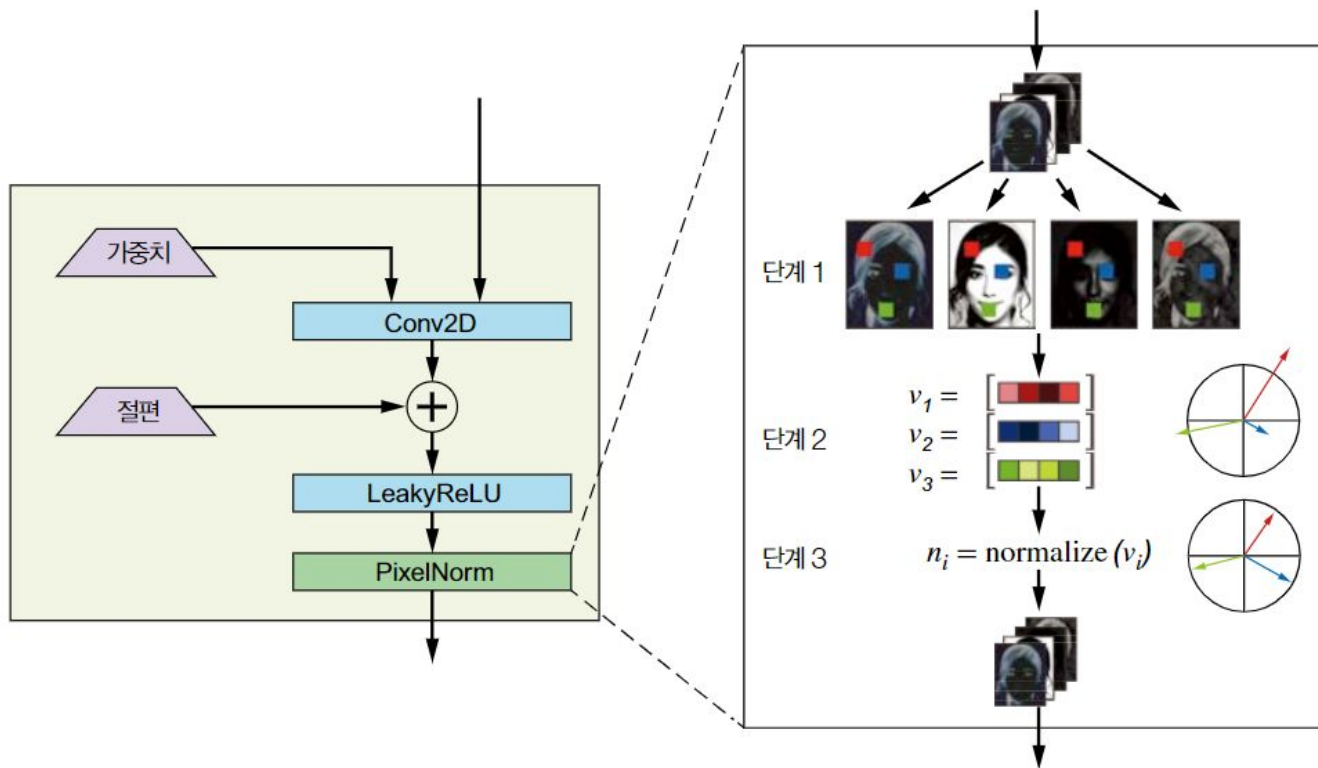 가중치
Conv2D
절편
+
LeakyReLU
PixelNorm
단계 1
v₁ =
단계 2
v₂ =
v₃ =
단계 3
nᵢ = normalize (vᵢ)